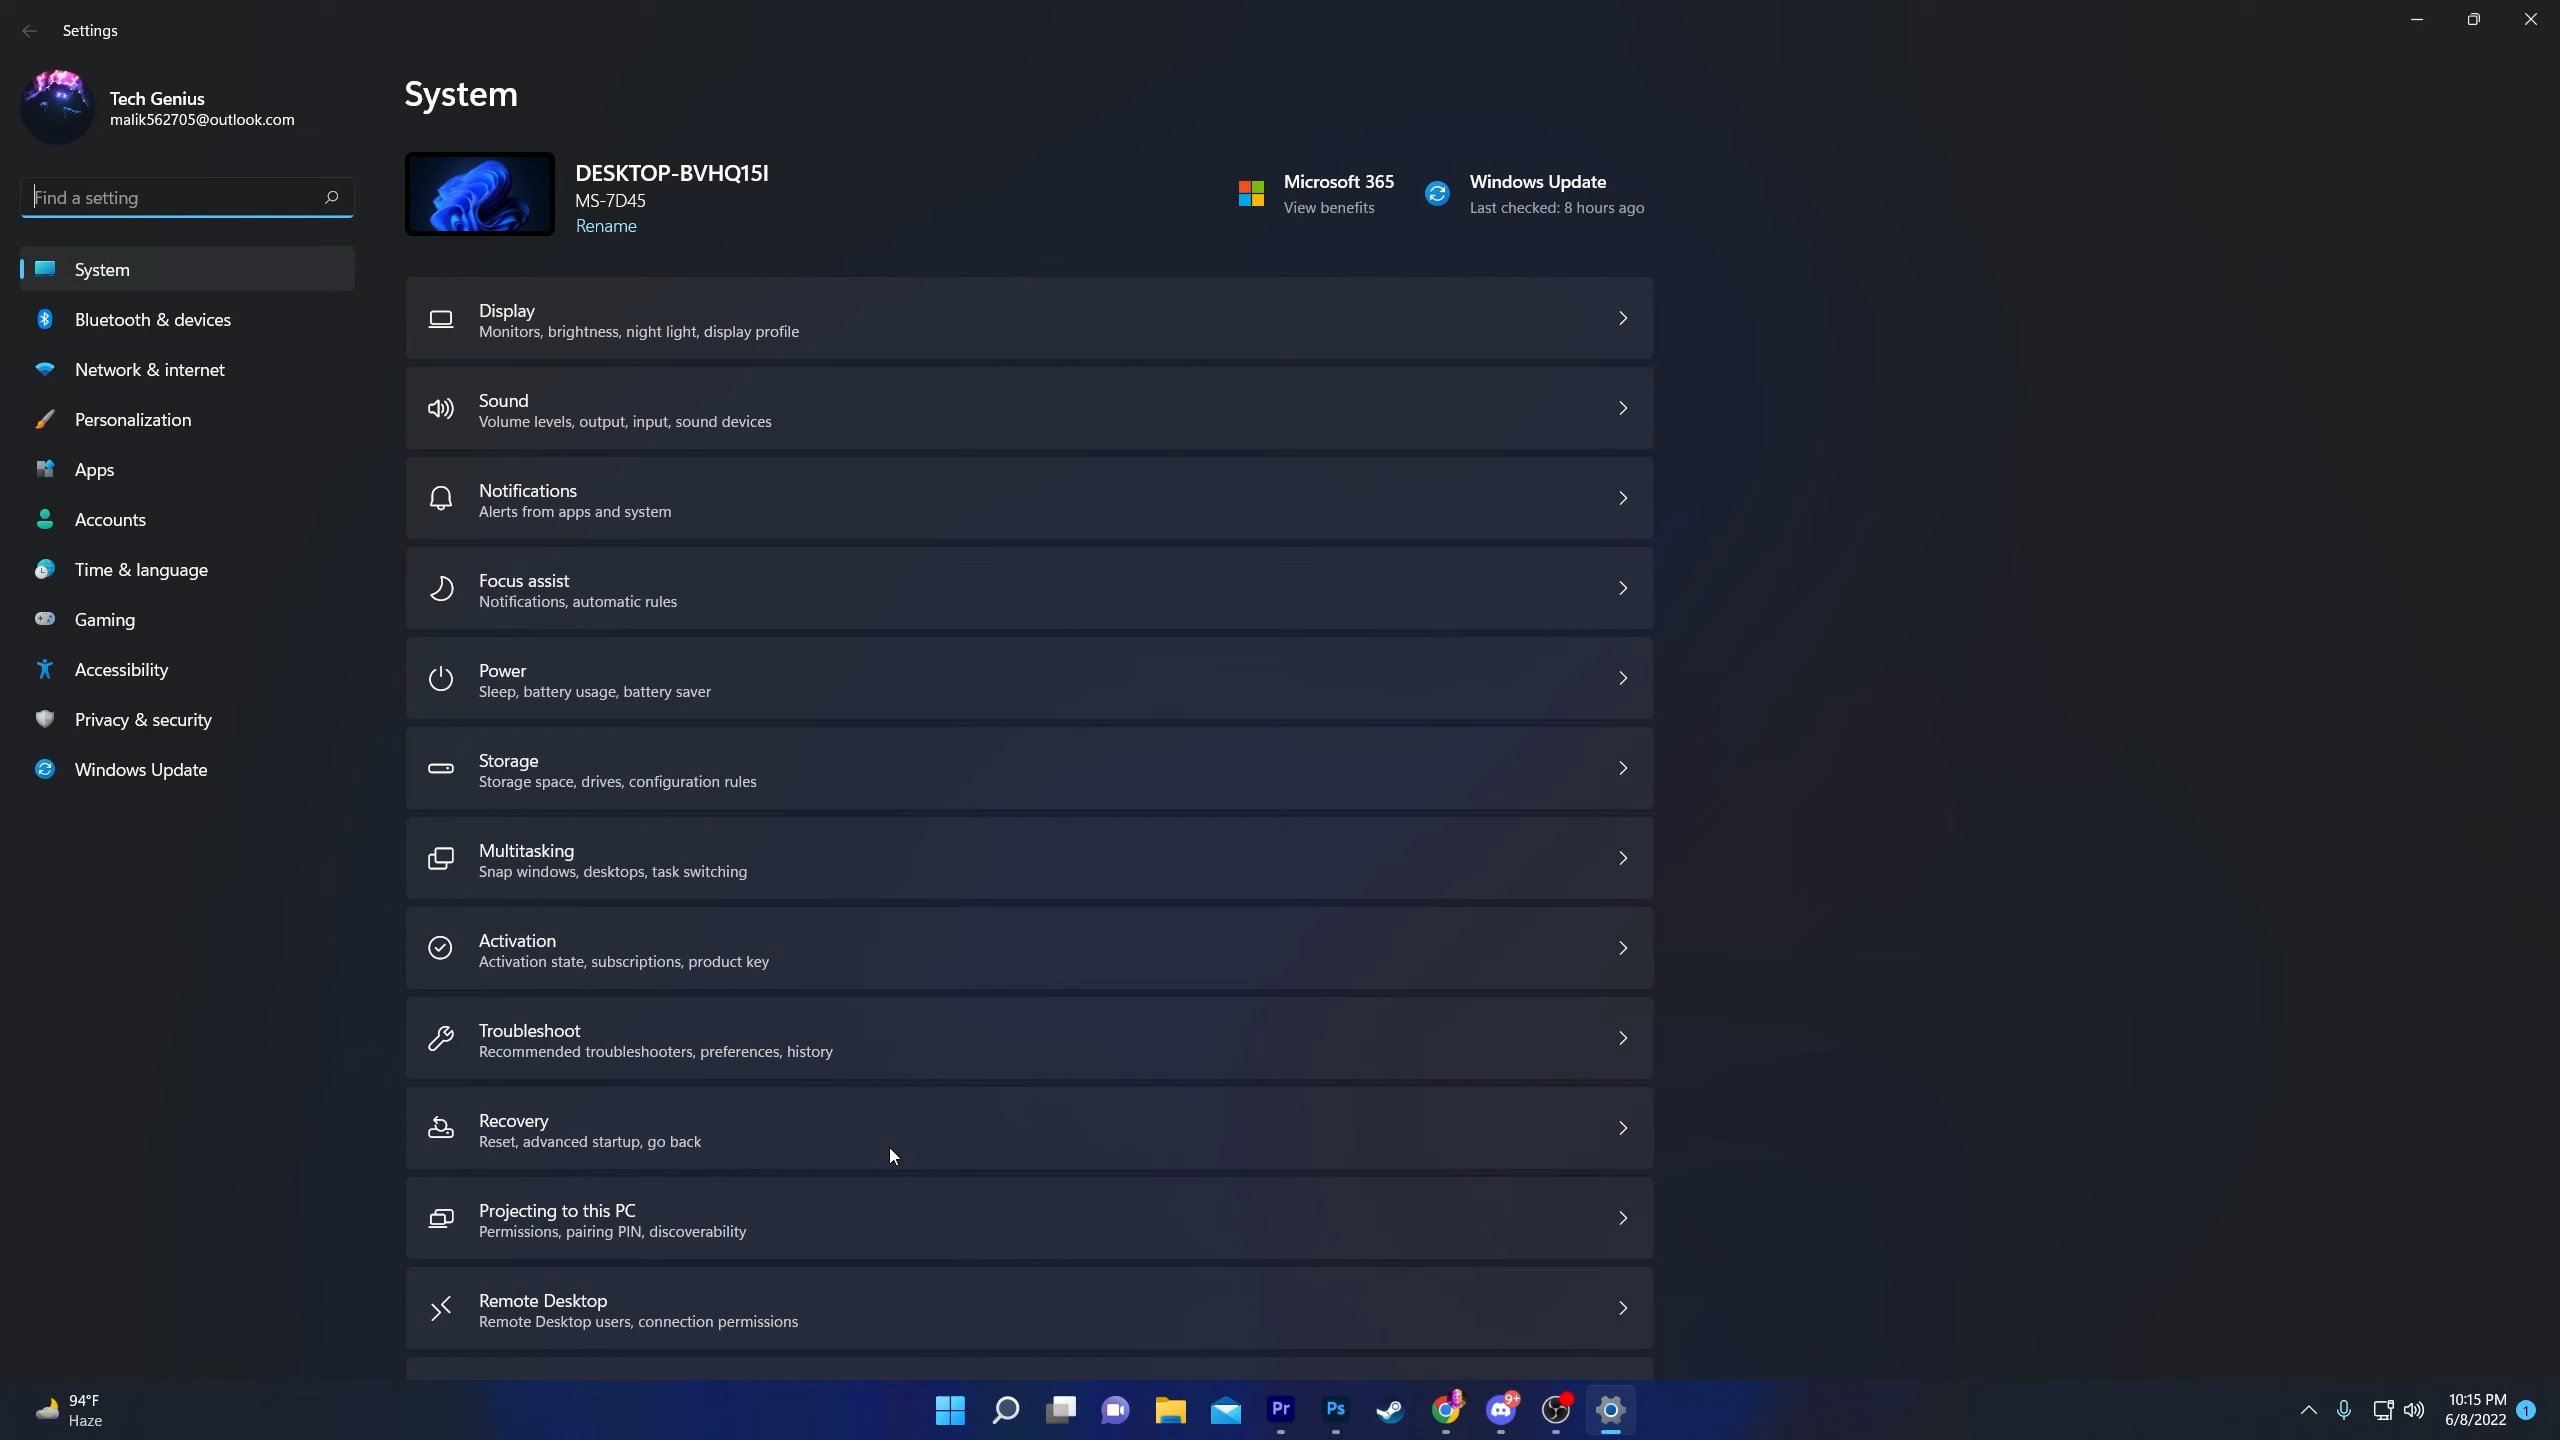 Settings
Tech Genius
malik562705@outlook.com
Find a setting
System
Bluetooth & devices
Network & internet
Personalization
Apps
Accounts
Time & language
Gaming
Accessibility
Privacy & security
Windows Update
System
DESKTOP-BVHQ15I
MS-7D45
Rename
Microsoft 365
View benefits
Windows Update
Last checked: 8 hours ago
Display
Monitors, brightness, night light, display profile
Sound
Volume levels, output, input, sound devices
Notifications
Alerts from apps and system
Focus assist
Notifications, automatic rules
Power
Sleep, battery usage, battery saver
Storage
Storage space, drives, configuration rules
Multitasking
Snap windows, desktops, task switching
Activation
Activation state, subscriptions, product key
Troubleshoot
Recommended troubleshooters, preferences, history
Recovery
Reset, advanced startup, go back
Projecting to this PC
Permissions, pairing PIN, discoverability
Remote Desktop
Remote Desktop users, connection permissions
94°F
Haze
Pr
Ps
9+
10:15 PM
6/8/2022
1